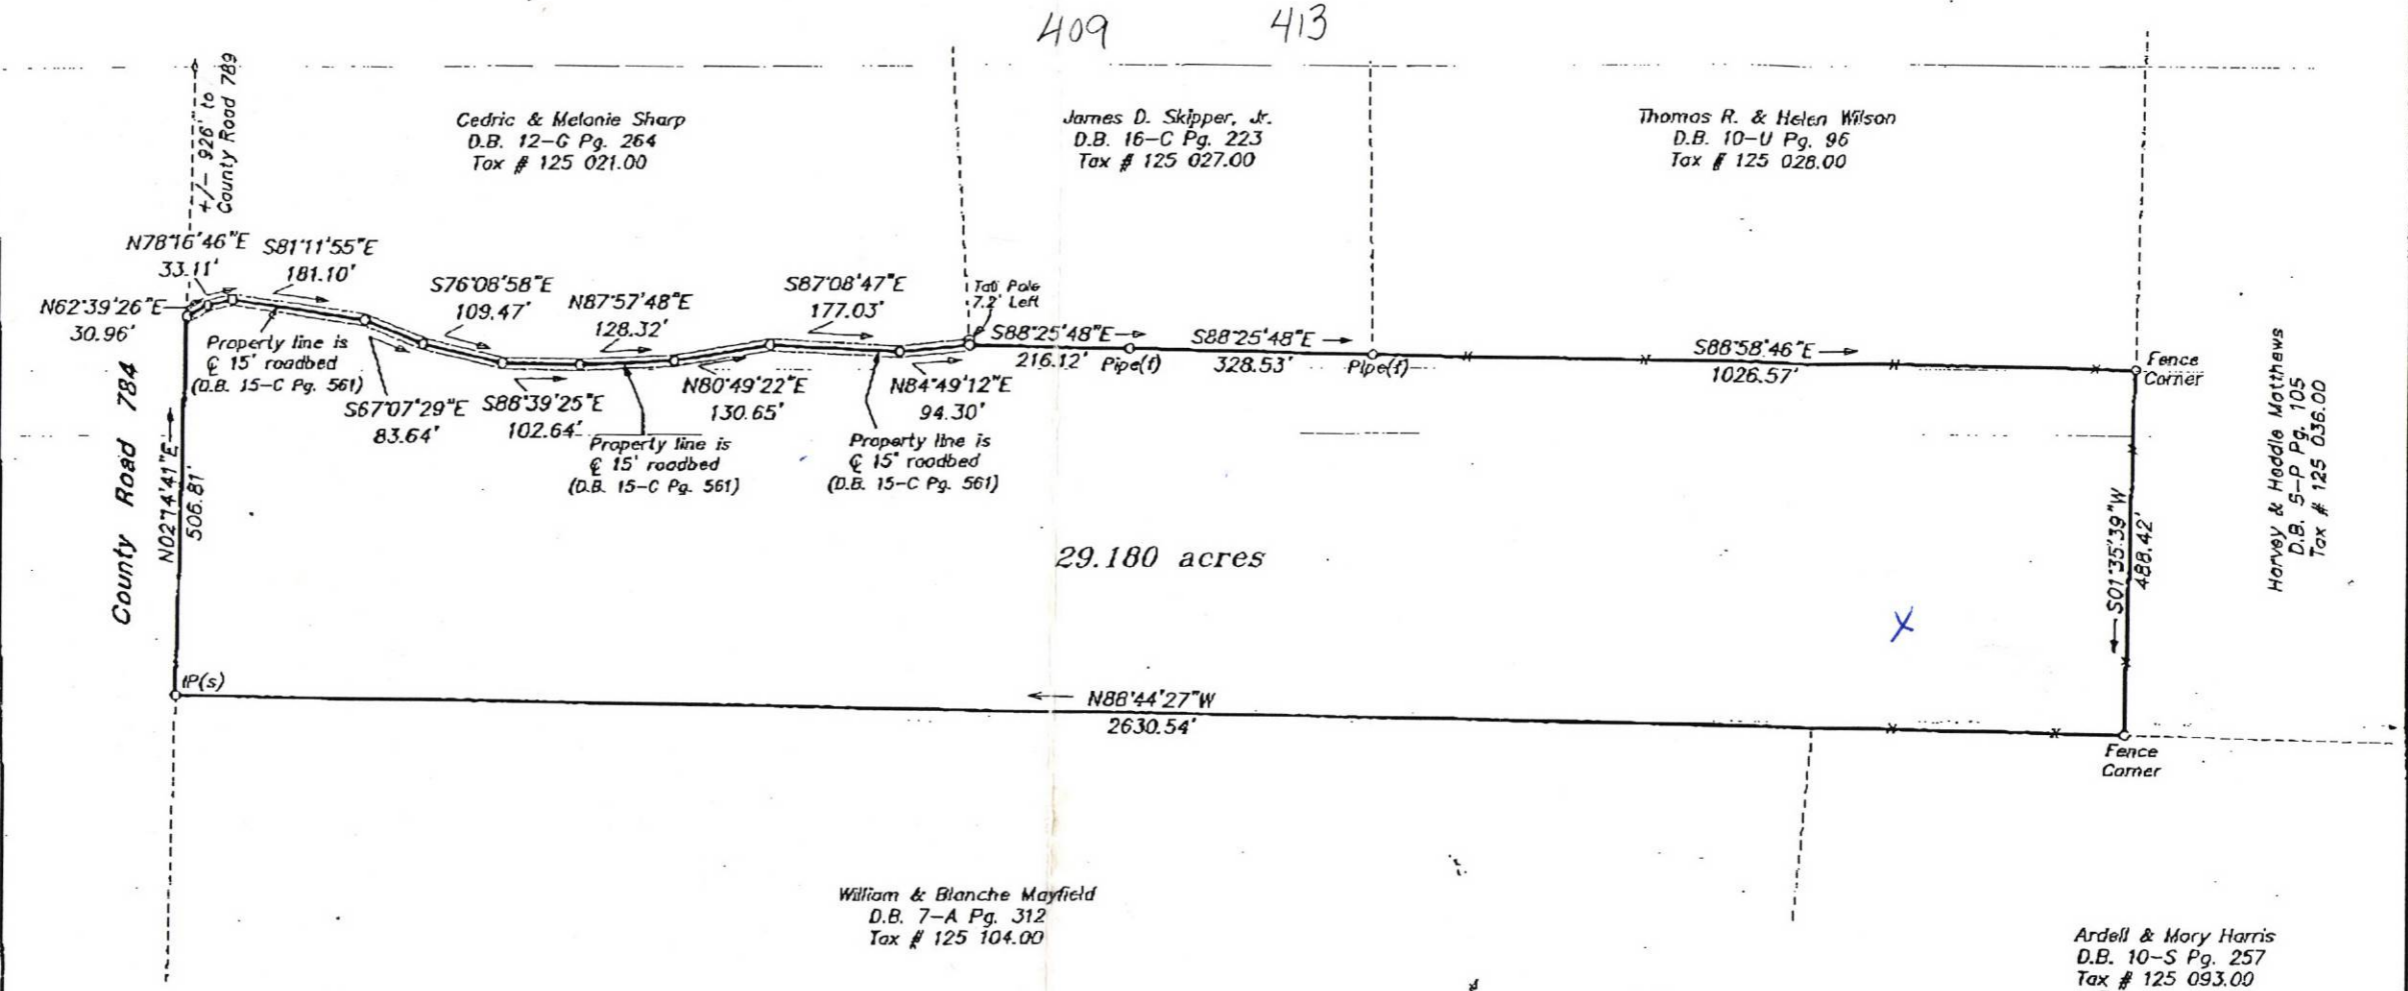 409 413
+/- 926' to
County Road 789
Cedric & Melonie Sharp
D.B. 12-G Pg. 264
Tax # 125 021.00
James D. Skipper, Jr.
D.B. 16-C Pg. 223
Tax # 125 027.00
Thomas R. & Helen Wilson
D.B. 10-U Pg. 96
Tax # 125 028.00
N78°16'46"E
33.11'
S81°11'55"E
181.10'
N62°39'26"E
30.96'
S76°08'58"E
109.47'
N87°57'48"E
128.32'
S87°08'47"E
177.03'
7.2' Left
S88°25'48"E
216.12'
Pipe(f)
S88°25'48"E
328.53'
Pipe(f)
S88°58'46"E
1026.57'
Fence
Corner
Property line is
℄ 15' roadbed
(D.B. 15-C Pg. 561)
S67°07'29"E
83.64'
S88°39'25"E
102.64'
Property line is
℄ 15' roadbed
(D.B. 15-C Pg. 561)
N80°49'22"E
130.65'
N84°49'12"E
94.30'
Property line is
℄ 15' roadbed
(D.B. 15-C Pg. 561)
County Road 784
N02°14'41"E
506.81'
29.180 acres
X
S01°35'39"W
488.42'
Harvey & Heddie Matthews
D.B. 5-P Pg. 105
Tax # 125 036.00
IP(s)
N88°44'27"W
2630.54'
Fence
Corner
William & Blanche Mayfield
D.B. 7-A Pg. 312
Tax # 125 104.00
Ardell & Mary Harris
D.B. 10-S Pg. 257
Tax # 125 093.00